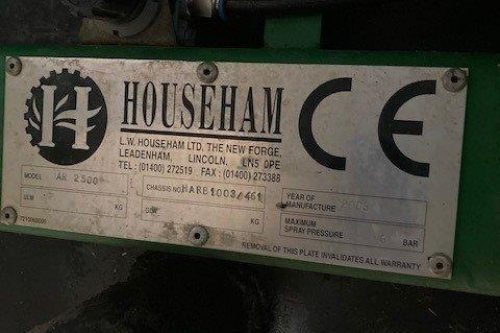 H
HOUSEHAM
L.W. HOUSEHAM LTD, THE NEW FORGE,
LEADENHAM, LINCOLN, LN5 0PE
TEL : (01400) 272519 FAX : (01400) 273388
CE
MODEL AR 2500
CHASSIS NO. HARB1003/461
YEAR OF
MANUFACTURE
KG
KG
MAXIMUM
SPRAY PRESSURE
BAR
REMOVAL OF THIS PLATE INVALIDATES ALL WARRANTY